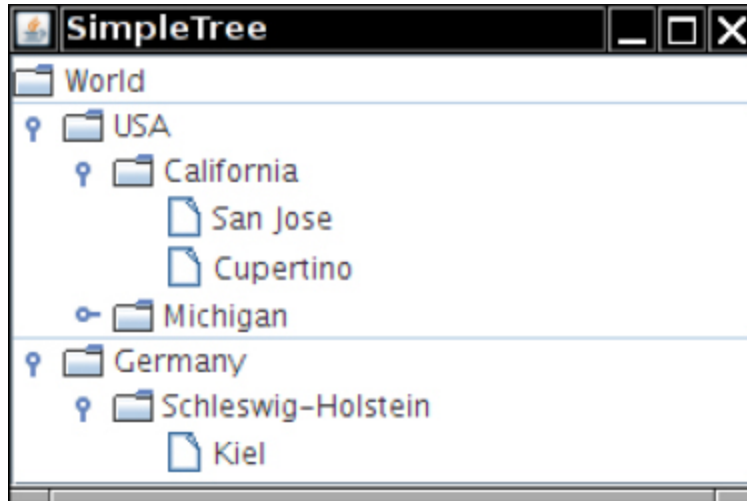 SimpleTree
World
USA
California
San Jose
Cupertino
Michigan
Germany
Schleswig-Holstein
Kiel